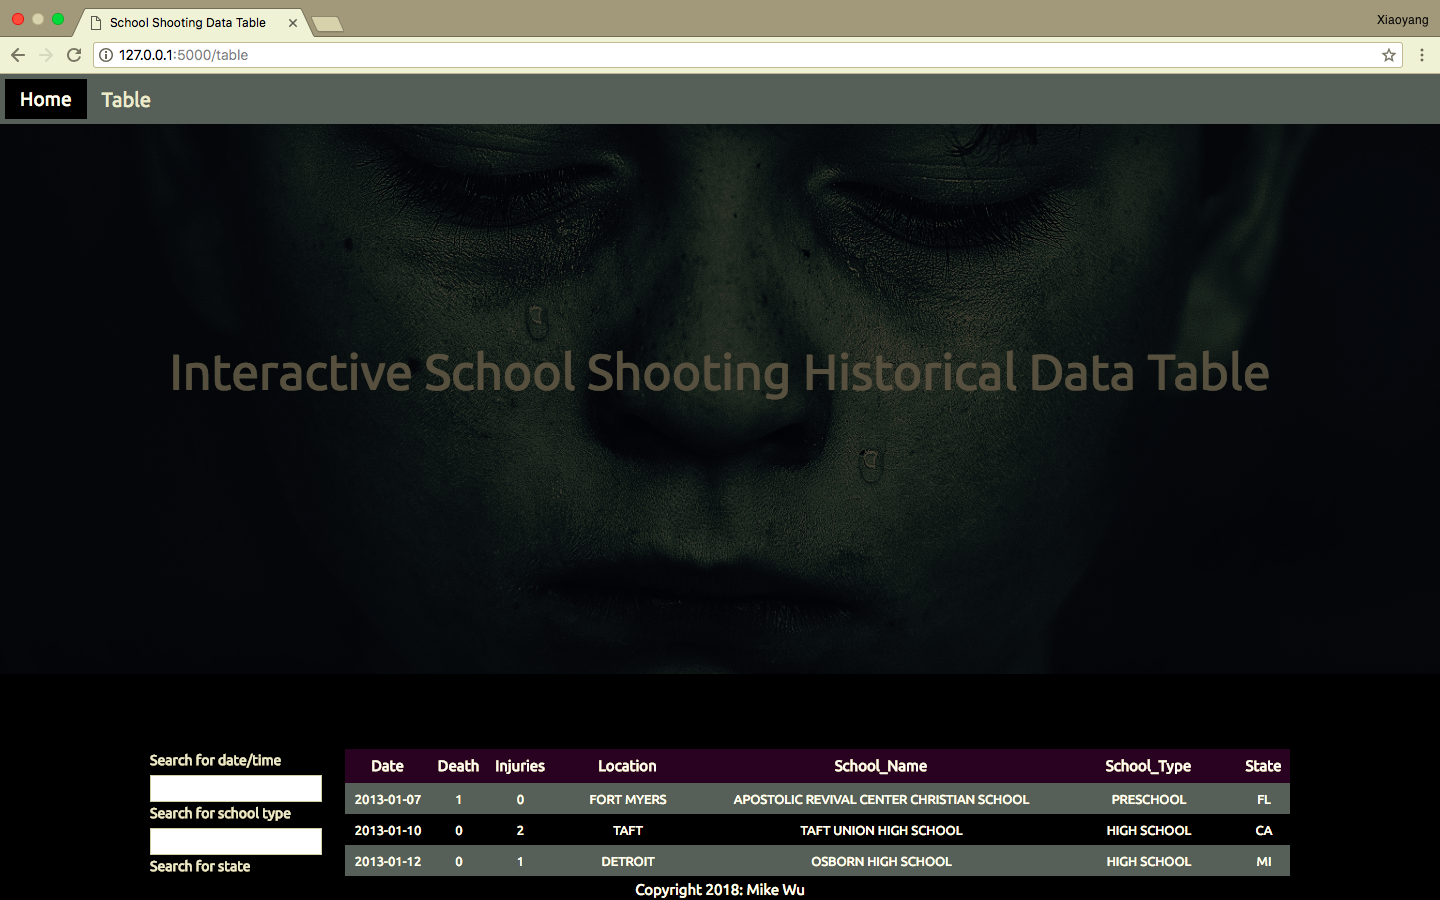 School Shooting Data Table
Xiaoyang
127.0.0.1:5000/table
Home Table
Interactive School Shooting Historical Data Table
Search for date/time
Search for school type
Search for state
Date Death Injuries Location School_Name School_Type State
2013-01-07 1 0 FORT MYERS APOSTOLIC REVIVAL CENTER CHRISTIAN SCHOOL PRESCHOOL FL
2013-01-10 0 2 TAFT TAFT UNION HIGH SCHOOL HIGH SCHOOL CA
2013-01-12 0 1 DETROIT OSBORN HIGH SCHOOL HIGH SCHOOL MI
Copyright 2018: Mike Wu